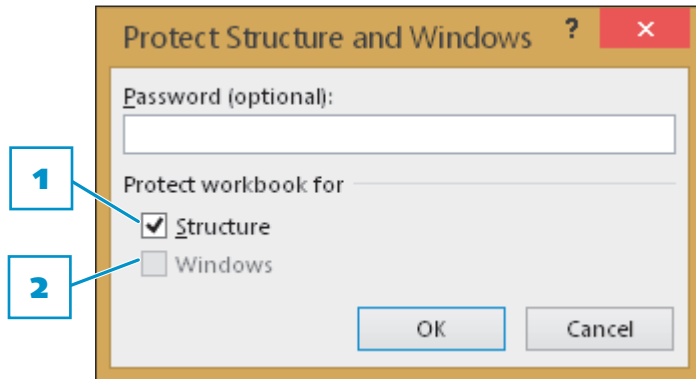 Protect Structure and Windows ? ×
Password (optional):
Protect workbook for
1
Structure
2
Windows
OK Cancel